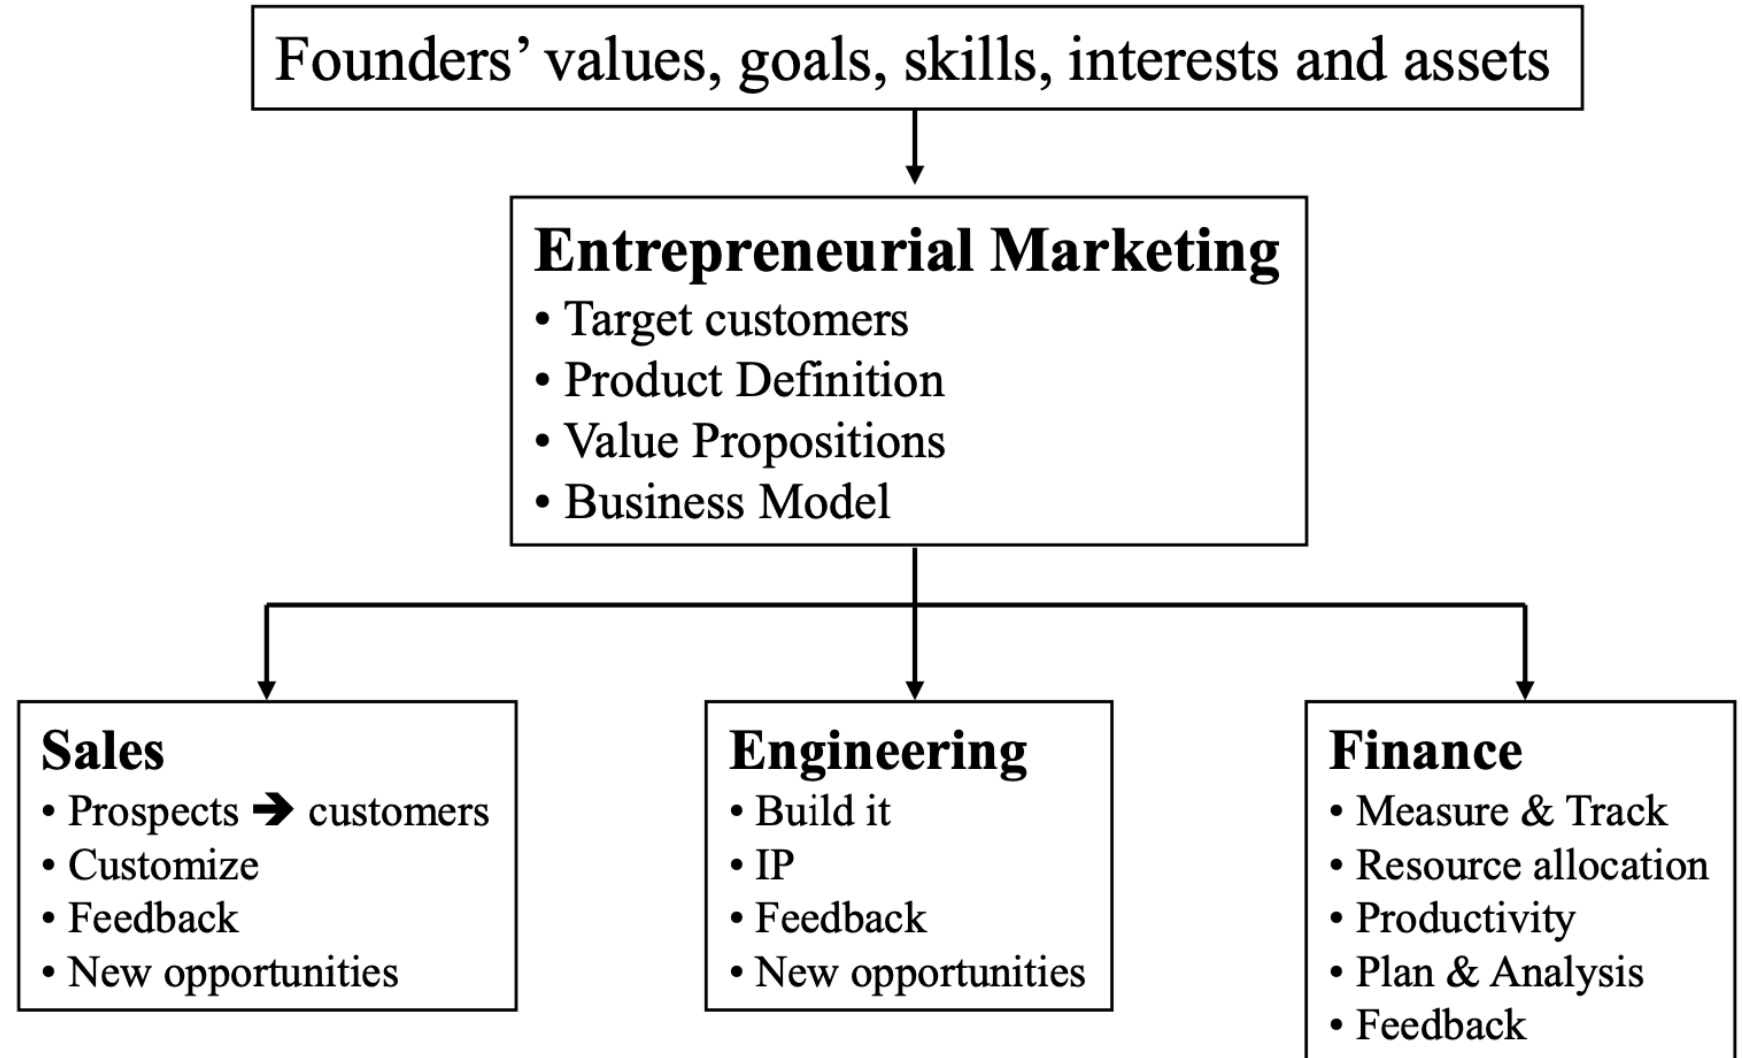 Founders’ values, goals, skills, interests and assets
Entrepreneurial Marketing
• Target customers
• Product Definition
• Value Propositions
• Business Model
Sales
• Prospects ➔ customers
• Customize
• Feedback
• New opportunities
Engineering
• Build it
• IP
• Feedback
• New opportunities
Finance
• Measure & Track
• Resource allocation
• Productivity
• Plan & Analysis
• Feedback